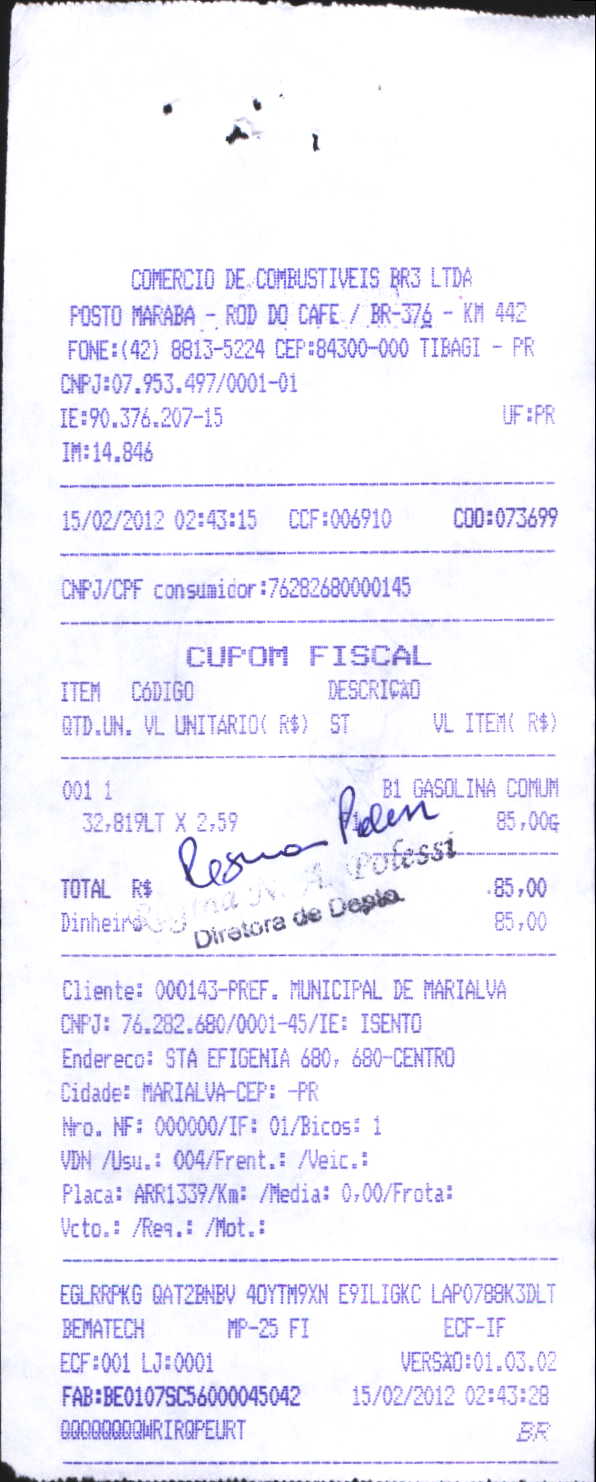 COMERCIO DE COMBUSTIVEIS BR3 LTDA
POSTO MARABA - ROD DO CAFE / BR-376 - KM 442
FONE:(42) 8813-5224 CEP:84300-000 TIBAGI - PR
CNPJ:07.953.497/0001-01
IE:90.376.207-15 UF:PR
IM:14.846
15/02/2012 02:43:15 CCF:006910 COO:073699
CNPJ/CPF consumidor:76282680000145
CUPOM FISCAL
ITEM CóDIGO DESCRIÇÃO
QTD.UN. VL UNITÁRIO( R$) ST VL ITEM( R$)
001 1 B1 GASOLINA COMUM
32,819LT X 2,59 85,00G
TOTAL R$ 85,00
Regina N. A. Polessi
Dinheiro 85,00
Diretora de Depto.
Cliente: 000143-PREF. MUNICIPAL DE MARIALVA
CNPJ: 76.282.680/0001-45/IE: ISENTO
Endereco: STA EFIGENIA 680, 680-CENTRO
Cidade: MARIALVA-CEP: -PR
Nro. NF: 000000/IF: 01/Bicos: 1
VDN /Usu.: 004/Frent.: /Veic.:
Placa: ARR1339/Km: /Media: 0,00/Frota:
Vcto.: /Req.: /Mot.:
EGLRRPKG QAT2BNBV 40YTM9XN E9ILIGKC LAP0788K3DLT
BEMATECH MP-25 FI ECF-IF
ECF:001 LJ:0001 VERSÃO:01.03.02
FAB:BE0107SC56000045042 15/02/2012 02:43:28
QQQQQQQQWRIRQPEURT BR